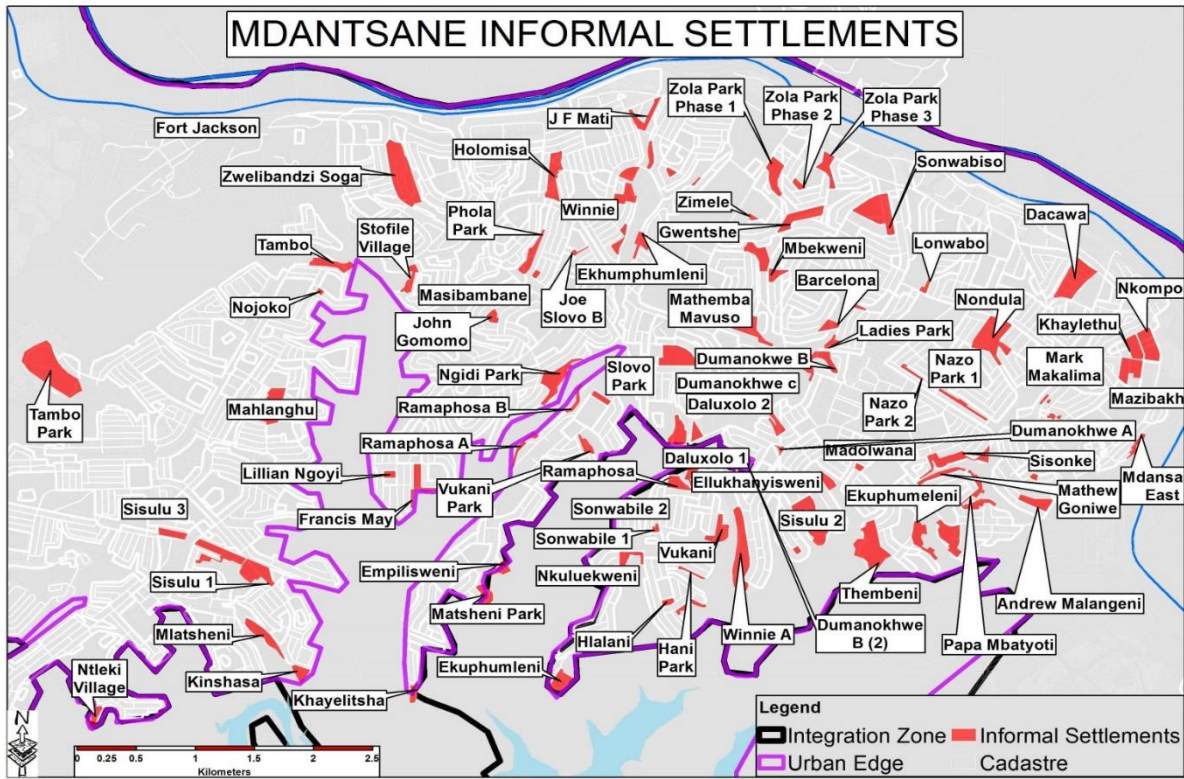 MDANTSANE INFORMAL SETTLEMENTS
Fort Jackson
J F Mati
Zola Park
Phase 1
Zola Park
Phase 2
Zola Park
Phase 3
Holomisa
Zwelibandzi Soga
Winnie
Zimele
Sonwabiso
Phola
Park
Gwentshe
Dacawa
Stofile
Village
Tambo
Mbekweni
Lonwabo
Ekhumphumleni
Masibambane
Joe
Slovo B
Mathemba
Mavuso
Barcelona
Nkompo
Nojoko
Nondula
John
Gomomo
Ladies Park
Khaylethu
Ngidi Park
Slovo
Park
Dumanokwe B
Nazo
Park 1
Mark
Makalima
Tambo
Park
Mahlanghu
Ramaphosa B
Dumanokhwe c
Nazo
Park 2
Mazibakh
Daluxolo 2
Ramaphosa A
Dumanokhwe A
Madolwana
Daluxolo 1
Sisonke
Lillian Ngoyi
Ramaphosa
Ellukhanyisweni
Mdansa
East
Vukani
Park
Ekuphumeleni
Mathew
Goniwe
Francis May
Sonwabile 2
Sisulu 2
Sisulu 3
Sonwabile 1
Vukani
Sisulu 1
Empilisweni
Nkuluekweni
Thembeni
Matsheni Park
Andrew Malangeni
Mlatsheni
Hlalani
Hani
Park
Winnie A
Dumanokhwe
B (2)
Papa Mbatyoti
Ntleki
Village
Kinshasa
Ekuphumleni
Khayelitsha
N
0 0.25 0.5 1 1.5 2 2.5
Kilometers
Legend
Integration Zone
Informal Settlements
Urban Edge
Cadastre